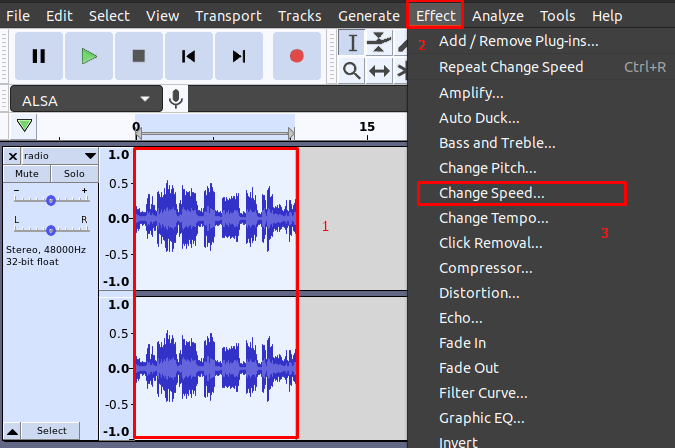 File Edit Select View Transport Tracks Generate Effect Analyze Tools Help
2
Add / Remove Plug-ins...
Repeat Change Speed Ctrl+R
ALSA
Amplify...
Auto Duck...
0 15
Bass and Treble...
x radio
1.0
Change Pitch...
Mute Solo
0.5
- +
Change Speed...
L R
0.0
Change Tempo...
1
3
Stereo, 48000Hz
32-bit float
-0.5
Click Removal...
-1.0
Compressor...
Distortion...
1.0
Echo...
0.5
Fade In
0.0
Fade Out
Filter Curve...
-0.5
Graphic EQ...
Select
-1.0
Invert